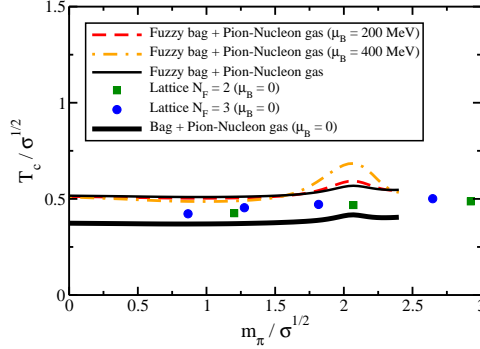 1.5
1
0.5
0
T_c / σ^{1/2}
Fuzzy bag + Pion-Nucleon gas (μ_B = 200 MeV)
Fuzzy bag + Pion-Nucleon gas (μ_B = 400 MeV)
Fuzzy bag + Pion-Nucleon gas
Lattice N_F = 2 (μ_B = 0)
Lattice N_F = 3 (μ_B = 0)
Bag + Pion-Nucleon gas (μ_B = 0)
0 0.5 1 1.5 2 2.5 3
m_π / σ^{1/2}